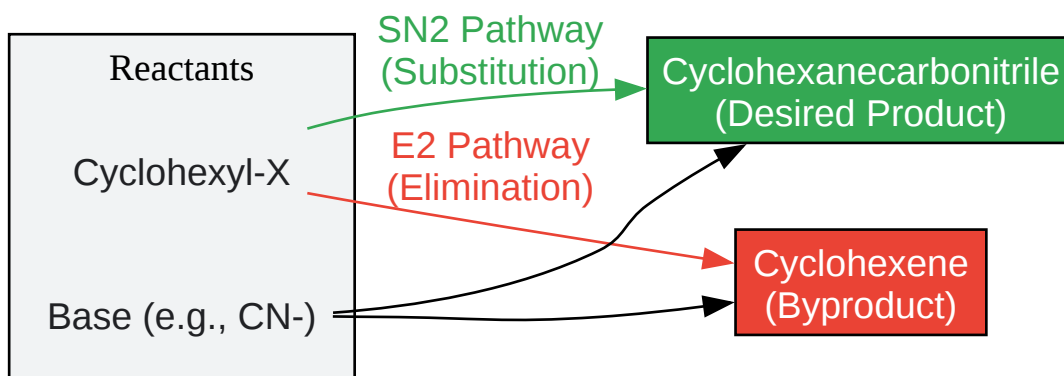 Reactants
Cyclohexyl-X
Base (e.g., CN-)
SN2 Pathway
(Substitution)
E2 Pathway
(Elimination)
Cyclohexanecarbonitrile
(Desired Product)
Cyclohexene
(Byproduct)